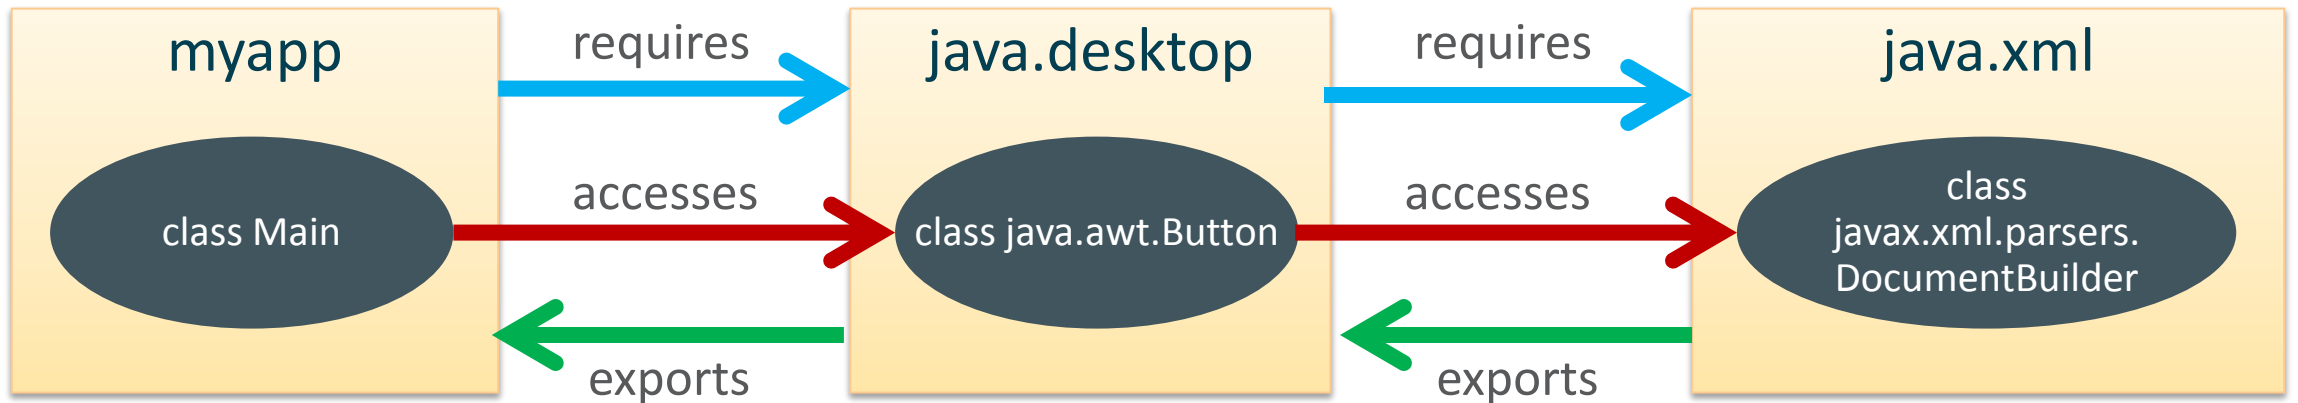 myapp
requires
java.desktop
requires
java.xml
class Main
accesses
class java.awt.Button
accesses
class
javax.xml.parsers.
DocumentBuilder
exports
exports